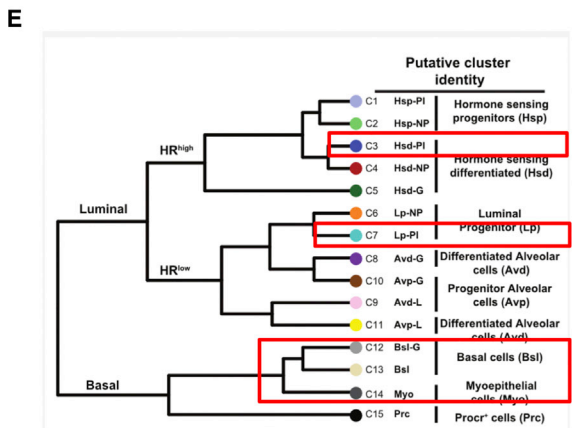 E
Putative cluster
identity
C1 Hsp-PI
C2 Hsp-NP
Hormone sensing
progenitors (Hsp)
C3 Hsd-PI
C4 Hsd-NP
C5 Hsd-G
Hormone sensing
differentiated (Hsd)
HRhigh
Luminal
C6 Lp-NP
C7 Lp-PI
Luminal
Progenitor (Lp)
HRlow
C8 Avd-G
Differentiated Alveolar
cells (Avd)
C10 Avp-G
C9 Avd-L
Progenitor Alveolar
cells (Avp)
C11 Avp-L
Differentiated Alveolar
cells (Avd)
C12 Bsl-G
C13 Bsl
Basal cells (Bsl)
Basal
C14 Myo
Myoepithelial
cells (Myo)
C15 Prc
Procr+ cells (Prc)